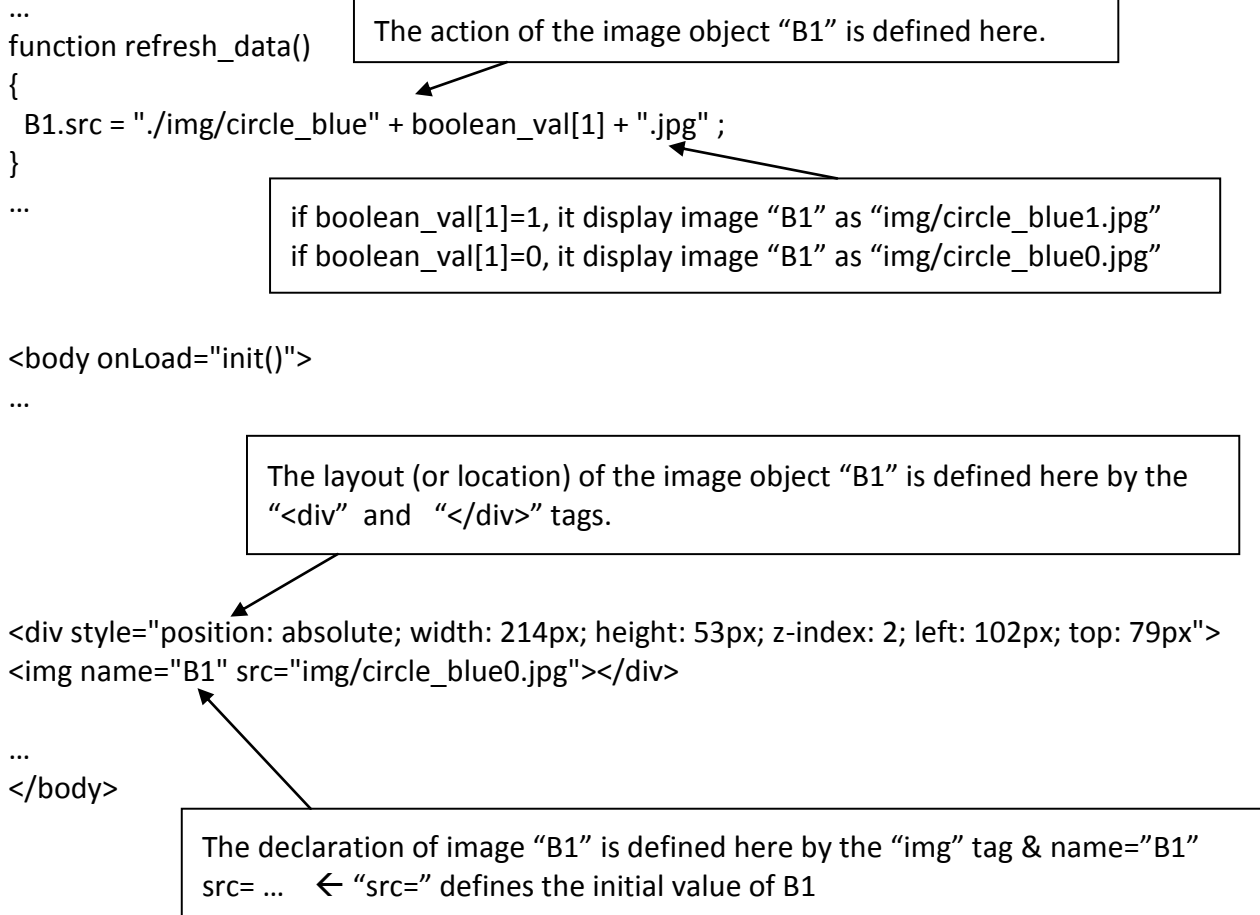 ...
function refresh_data()
The action of the image object “B1” is defined here.
{
B1.src = "./img/circle_blue" + boolean_val[1] + ".jpg" ;
}
...
if boolean_val[1]=1, it display image “B1” as “img/circle_blue1.jpg”
if boolean_val[1]=0, it display image “B1” as “img/circle_blue0.jpg”
<body onLoad="init()">
...
The layout (or location) of the image object “B1” is defined here by the
“<div” and “</div>” tags.
<div style="position: absolute; width: 214px; height: 53px; z-index: 2; left: 102px; top: 79px">
<img name="B1" src="img/circle_blue0.jpg"></div>
...
</body>
The declaration of image “B1” is defined here by the “img” tag & name=”B1”
src= ... ← “src=” defines the initial value of B1